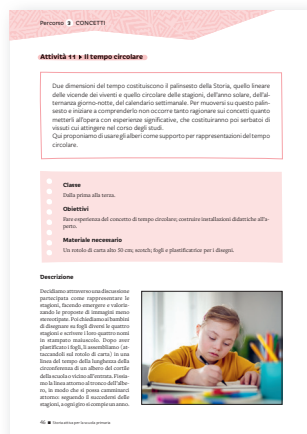 Percorso 3 CONCETTI
Attività 11 ▸ Il tempo circolare
Due dimensioni del tempo costituiscono il palinsesto della Storia, quello lineare
delle vicende dei viventi e quello circolare delle stagioni, dell'anno solare, dell'al-
ternanza giorno-notte, del calendario settimanale. Per muoversi su questo palin-
sesto e iniziare a comprenderlo non occorre tanto ragionare sui concetti quanto
metterli all'opera con esperienze significative, che costituiranno poi serbatoi di
vissuti cui attingere nel corso degli studi.
Qui proponiamo di usare gli alberi come supporto per rappresentazioni del tempo
circolare.
Classe
Dalla prima alla terza.
Obiettivi
Fare esperienza del concetto di tempo circolare; costruire installazioni didattiche all'a-
perto.
Materiale necessario
Un rotolo di carta alto 50 cm; scotch; fogli e plastificatrice per i disegni.
Descrizione
Decidiamo attraverso una discussione
partecipata come rappresentare le
stagioni, facendo emergere e valoriz-
zando le proposte di immagini meno
stereotipate. Poi chiediamo ai bambini
di disegnare su fogli diversi le quattro
stagioni e scrivere i loro quattro nomi
in stampato maiuscolo. Dopo aver
plastificato i fogli, li assembliamo (at-
taccandoli sul rotolo di carta) in una
linea del tempo della lunghezza della
circonferenza di un albero del cortile
della scuola o vicino all'entrata. Fissia-
mo la linea attorno al tronco dell'albe-
ro, in modo che si possa camminarci
attorno: seguendo il succedersi delle
stagioni, a ogni giro si compie un anno.
46 ■ Storia attiva per la scuola primaria